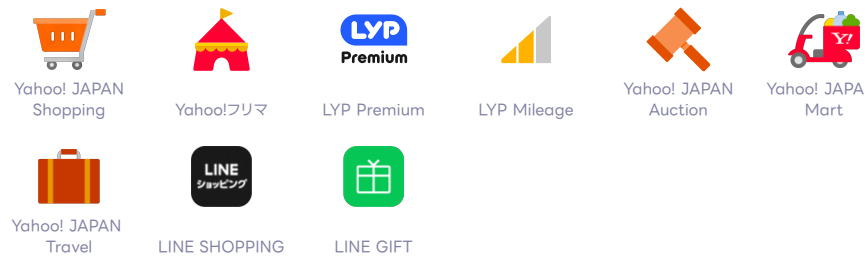 LYP
Premium
Y!
Yahoo! JAPAN
Shopping
Yahoo!フリマ
LYP Premium
LYP Mileage
Yahoo! JAPAN
Auction
Yahoo! JAPA
Mart
LINE
ショッピング
Yahoo! JAPAN
Travel
LINE SHOPPING
LINE GIFT